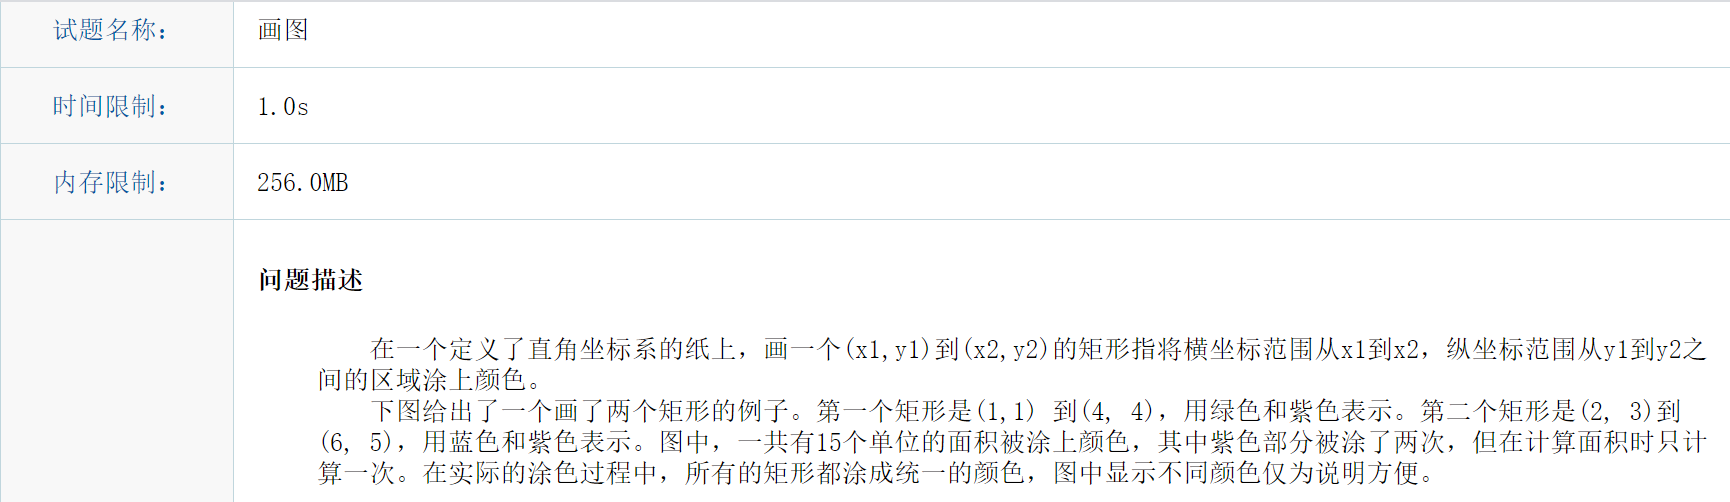 试题名称： 画图
时间限制： 1.0s
内存限制： 256.0MB
问题描述
在一个定义了直角坐标系的纸上，画一个(x1,y1)到(x2,y2)的矩形指将横坐标范围从x1到x2，纵坐标范围从y1到y2之
间的区域涂上颜色。
下图给出了一个画了两个矩形的例子。第一个矩形是(1,1) 到(4, 4)，用绿色和紫色表示。第二个矩形是(2, 3)到
(6, 5)，用蓝色和紫色表示。图中，一共有15个单位的面积被涂上颜色，其中紫色部分被涂了两次，但在计算面积时只计
算一次。在实际的涂色过程中，所有的矩形都涂成统一的颜色，图中显示不同颜色仅为说明方便。